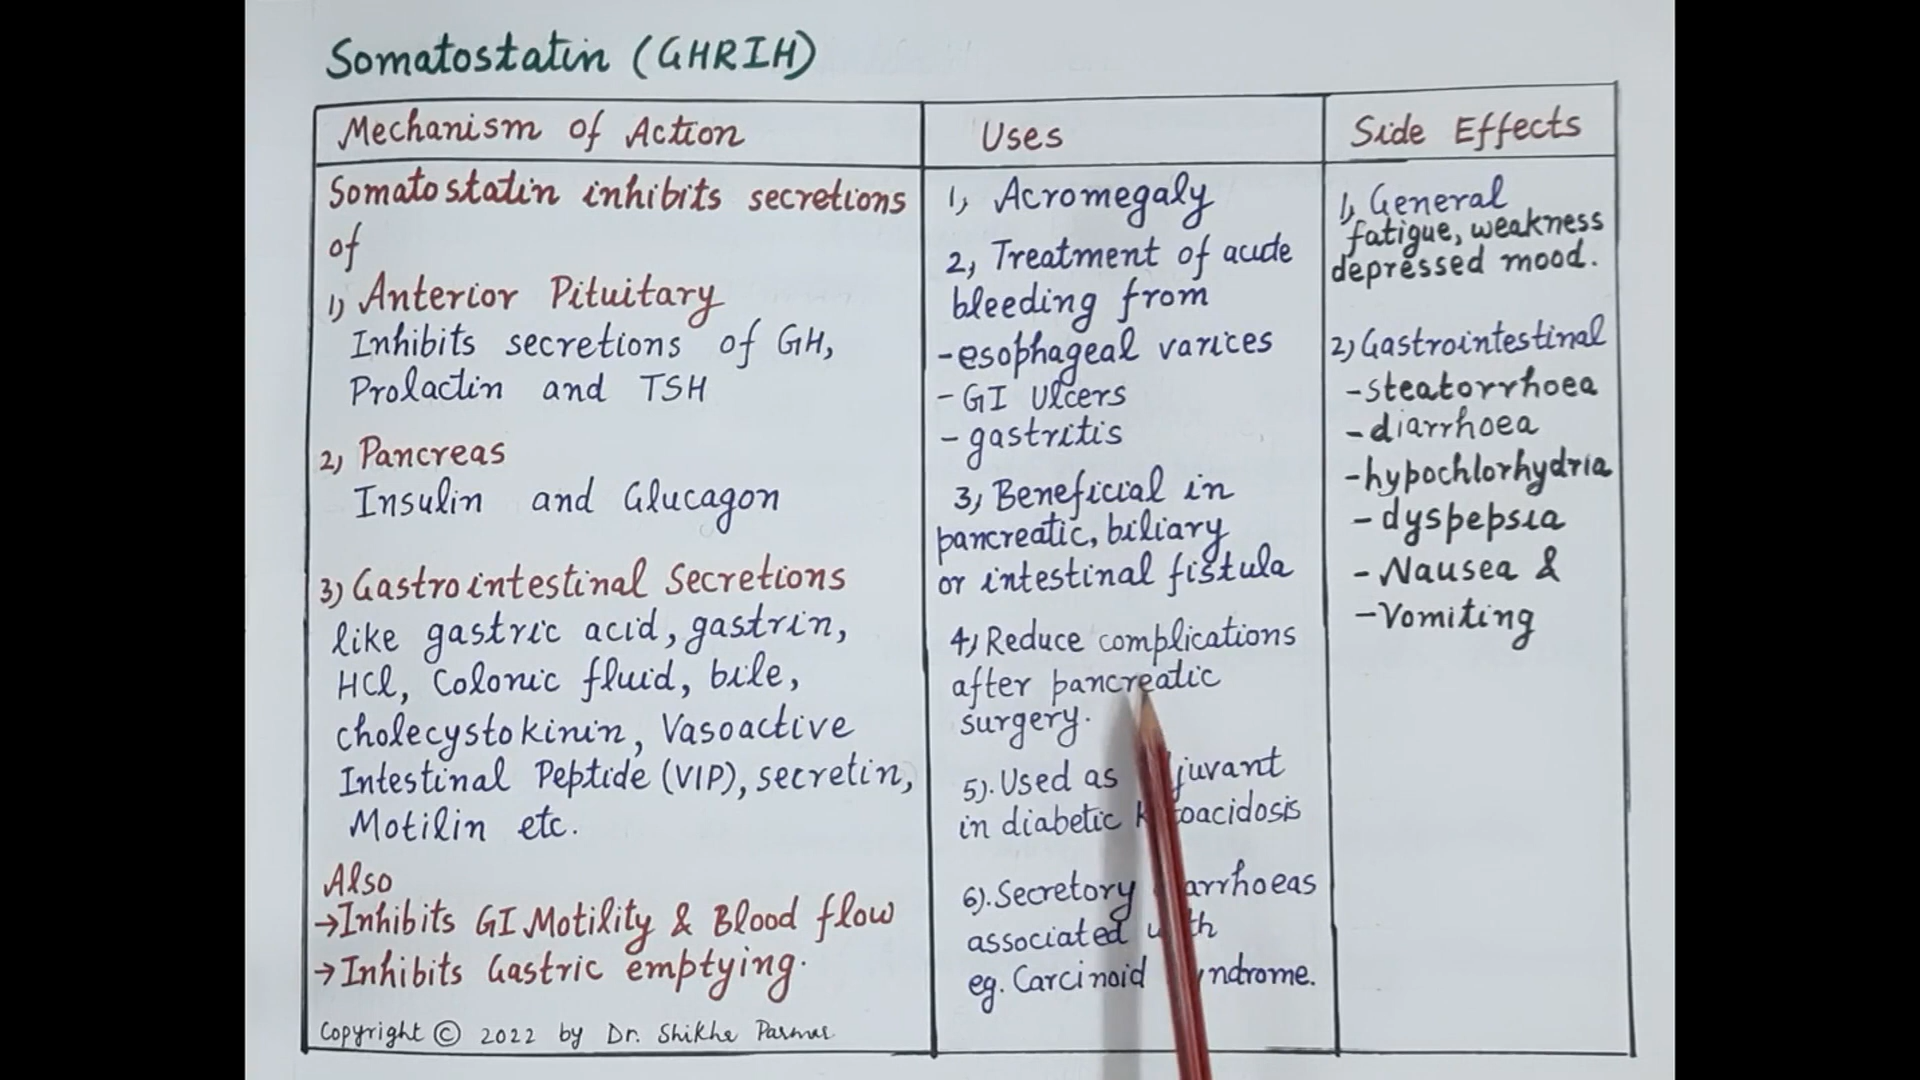 Somatostatin (GHRIH)
Mechanism of Action
Somatostatin inhibits secretions
of
1) Anterior Pituitary
Inhibits secretions of GH,
Prolactin and TSH
2) Pancreas
Insulin and Glucagon
3) Gastrointestinal Secretions
like gastric acid, gastrin,
HCl, Colonic fluid, bile,
cholecystokinin, Vasoactive
Intestinal Peptide (VIP), secretin,
Motilin etc.
Also
→Inhibits GI Motility & Blood flow
→Inhibits Gastric emptying.
Copyright © 2022 by Dr. Shikha Parmar
Uses
1) Acromegaly
2) Treatment of acute
bleeding from
-esophageal varices
- GI Ulcers
- gastritis
3) Beneficial in
pancreatic, biliary
or intestinal fistula
4) Reduce complications
after pancreatic
surgery.
5). Used as juvant
in diabetic k toacidosis
6). Secretory arrhoeas
associated w th
eg. Carcinoid yndrome.
Side Effects
1) General
fatigue, weakness
depressed mood.
2) Gastrointestinal
-steatorrhoea
-diarrhoea
-hypochlorhydria
- dyspepsia
- Nausea &
-Vomiting